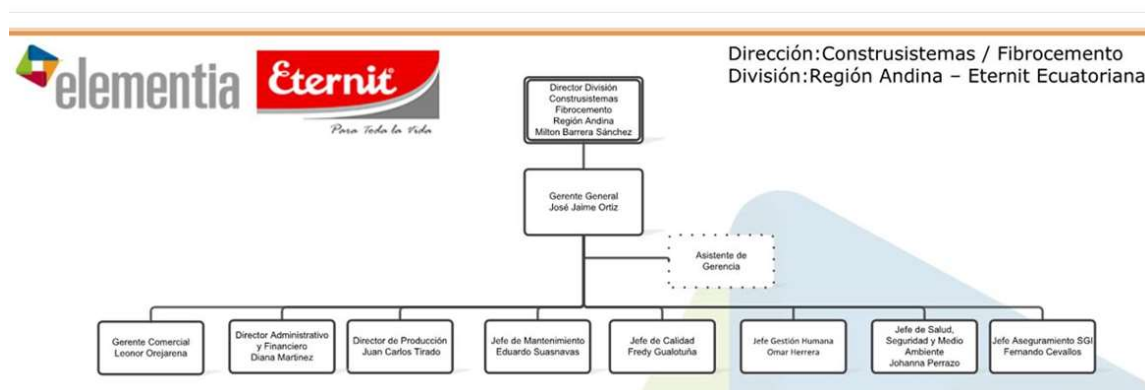 elementia
Eternit
Para Toda la Vida
Dirección:Construsistemas / Fibrocemento
División:Región Andina – Eternit Ecuatoriana
Director División
Construsistemas
Fibrocemento
Región Andina
Milton Barrera Sánchez
Gerente General
José Jaime Ortiz
Asistente de
Gerencia
Gerente Comercial
Leonor Orejarena
Director Administrativo
y Financiero
Diana Martinez
Director de Producción
Juan Carlos Tirado
Jefe de Mantenimiento
Eduardo Suasnavas
Jefe de Calidad
Fredy Gualotuña
Jefe Gestión Humana
Omar Herrera
Jefe de Salud,
Seguridad y Medio
Ambiente
Johanna Perrazo
Jefe Aseguramiento SGI
Fernando Cevallos